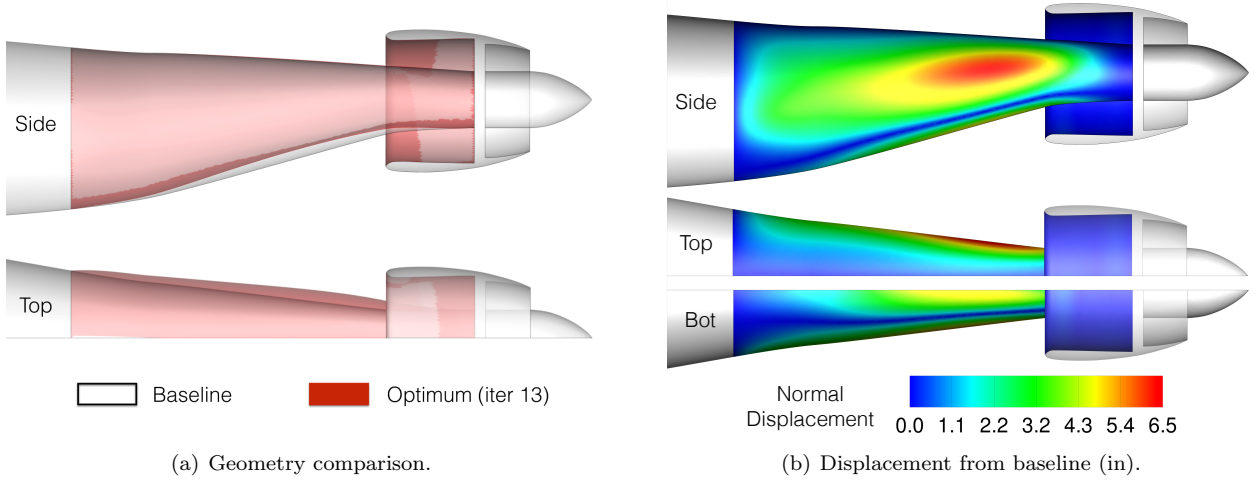 Side
Top
Baseline
Optimum (iter 13)
(a) Geometry comparison.
Side
Top
Bot
Normal
Displacement
0.0 1.1 2.2 3.2 4.3 5.4 6.5
(b) Displacement from baseline (in).